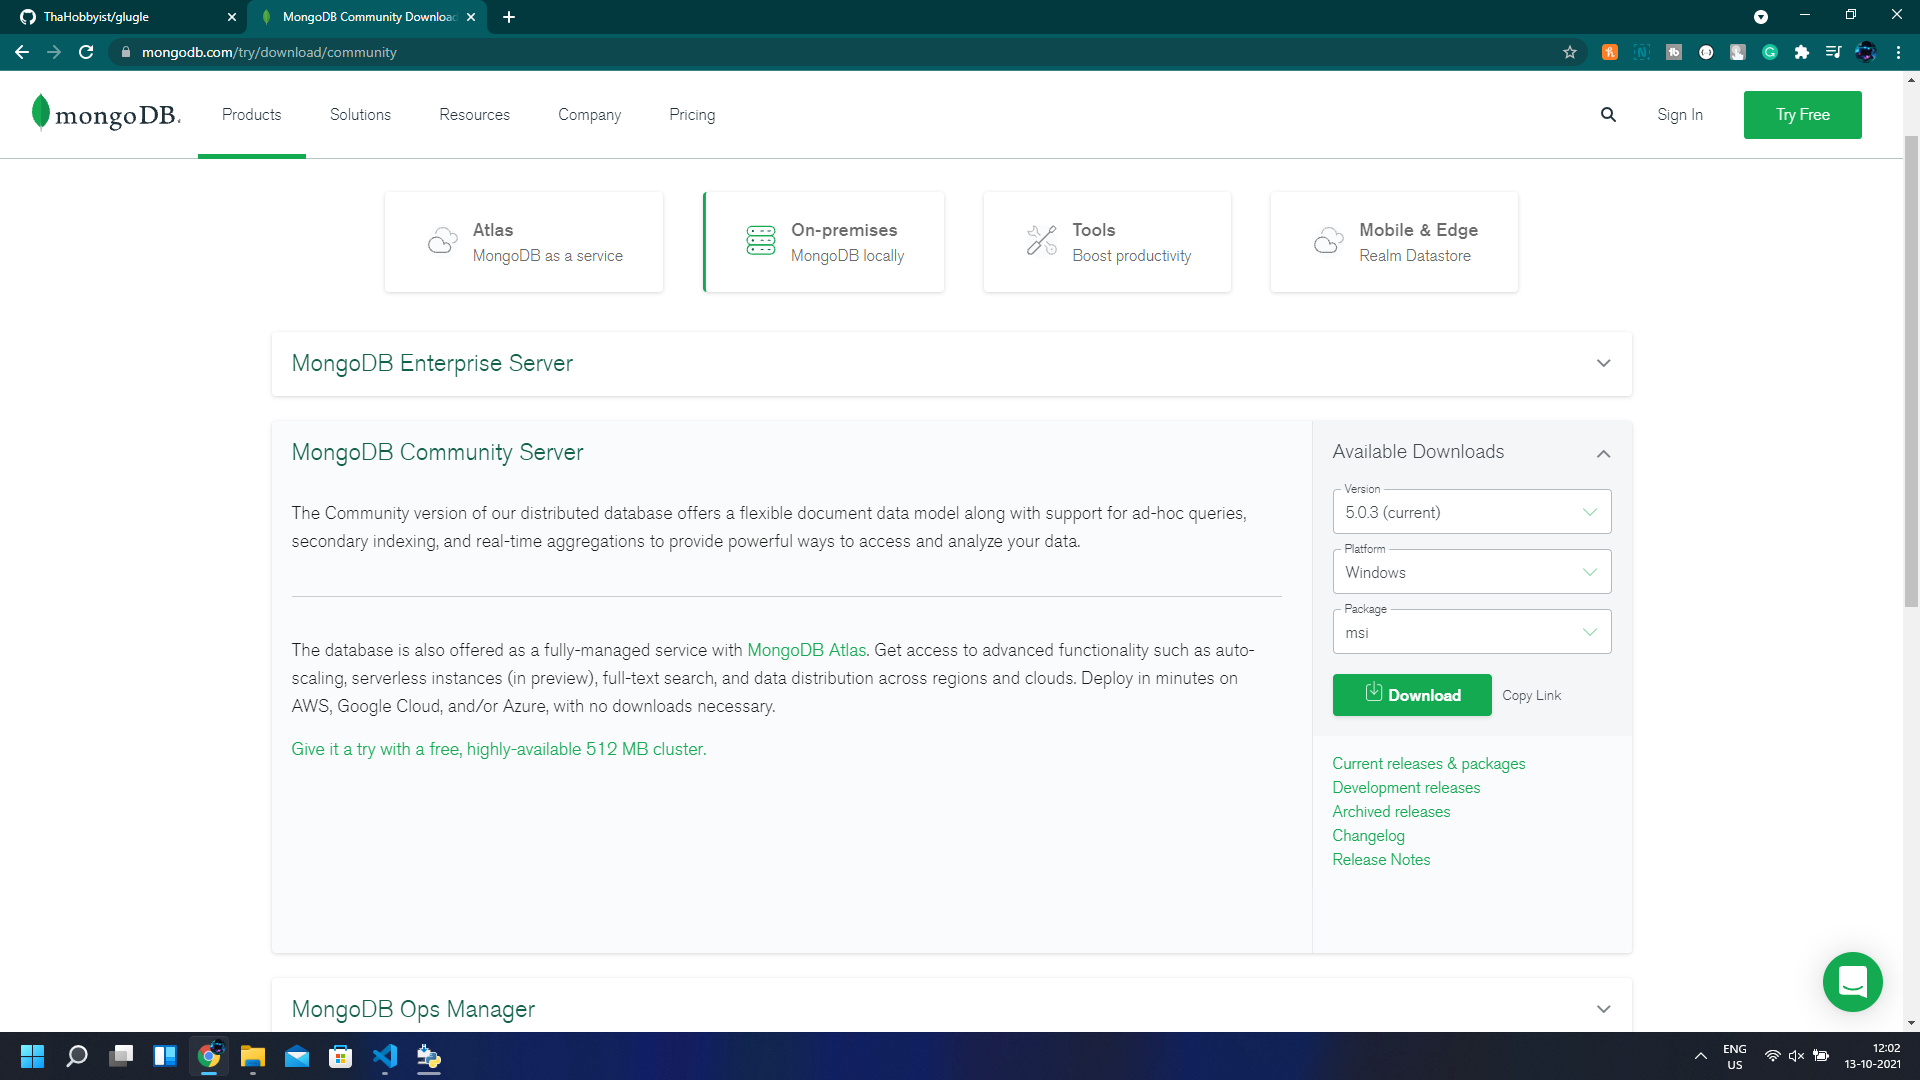 ThaHobbyist/glugle
MongoDB Community Download
mongodb.com/try/download/community
mongoDB.
Products
Solutions
Resources
Company
Pricing
Sign In
Try Free
Atlas
MongoDB as a service
On-premises
MongoDB locally
Tools
Boost productivity
Mobile & Edge
Realm Datastore
MongoDB Enterprise Server
MongoDB Community Server
The Community version of our distributed database offers a flexible document data model along with support for ad-hoc queries,
secondary indexing, and real-time aggregations to provide powerful ways to access and analyze your data.
The database is also offered as a fully-managed service with MongoDB Atlas. Get access to advanced functionality such as auto-
scaling, serverless instances (in preview), full-text search, and data distribution across regions and clouds. Deploy in minutes on
AWS, Google Cloud, and/or Azure, with no downloads necessary.
Give it a try with a free, highly-available 512 MB cluster.
Available Downloads
Version
5.0.3 (current)
Platform
Windows
Package
msi
Download
Copy Link
Current releases & packages
Development releases
Archived releases
Changelog
Release Notes
MongoDB Ops Manager
ENG
US
12:02
13-10-2021